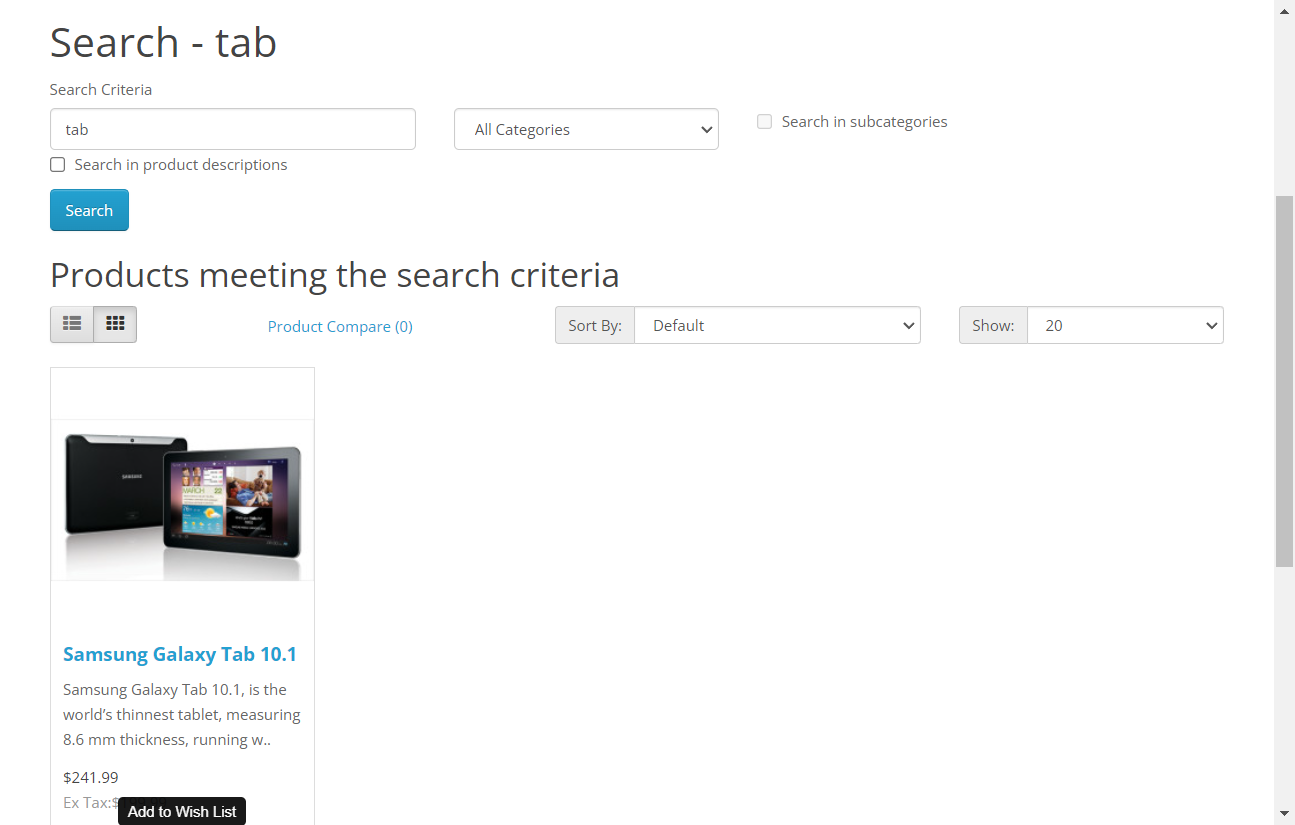 Search - tab
Search Criteria
tab
All Categories
Search in subcategories
Search in product descriptions
Search
Products meeting the search criteria
Product Compare (0)
Sort By:
Default
Show:
20
SAMSUNG
MARCH 22
Samsung Galaxy Tab 10.1
Samsung Galaxy Tab 10.1, is the
world’s thinnest tablet, measuring
8.6 mm thickness, running w..
$241.99
Ex Tax:$
Add to Wish List